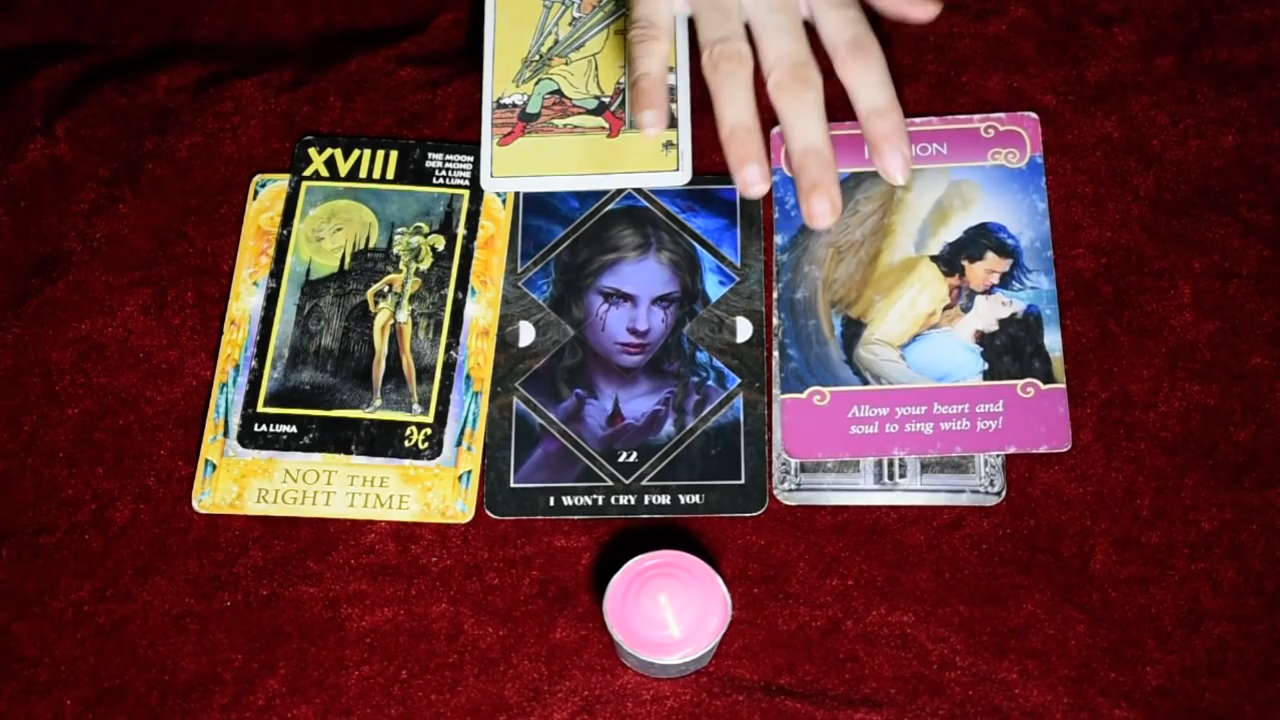 XVIII
THE MOON
DER MOND
LA LUNE
LA LUNA
LA LUNA
NOT THE
RIGHT TIME
22
I WON'T CRY FOR YOU
Allow your heart and
soul to sing with joy!